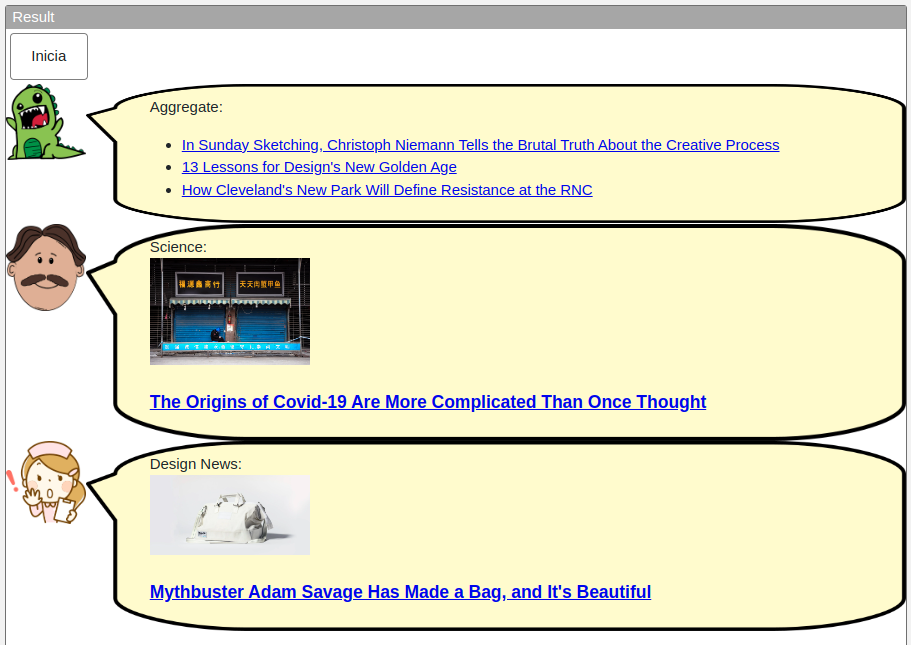 Result
Inicia
Aggregate:
In Sunday Sketching, Christoph Niemann Tells the Brutal Truth About the Creative Process
13 Lessons for Design's New Golden Age
How Cleveland's New Park Will Define Resistance at the RNC
Science:
The Origins of Covid-19 Are More Complicated Than Once Thought
Design News:
Mythbuster Adam Savage Has Made a Bag, and It's Beautiful